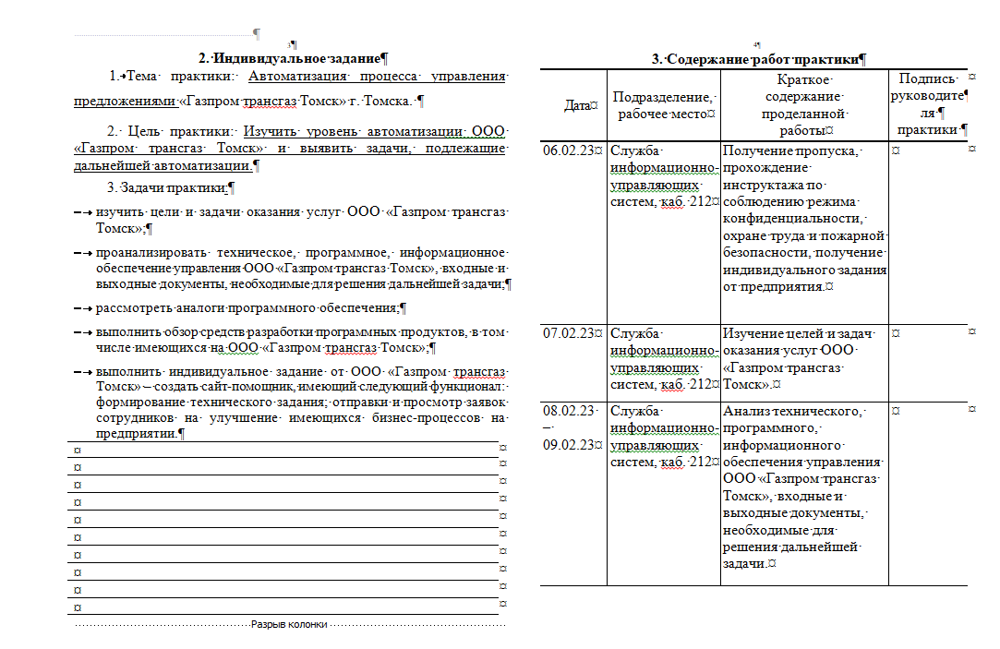 3
2. Индивидуальное задание
1. Тема практики: Автоматизация процесса управления
предложениями «Газпром трансгаз Томск» г. Томска.
2. Цель практики: Изучить уровень автоматизации ООО
«Газпром трансгаз Томск» и выявить задачи, подлежащие
дальнейшей автоматизации.
3. Задачи практики:
– изучить цели и задачи оказания услуг ООО «Газпром трансгаз
Томск»;
– проанализировать техническое, программное, информационное
обеспечение управления ООО «Газпром трансгаз Томск», входные и
выходные документы, необходимые для решения дальнейшей задачи;
– рассмотреть аналоги программного обеспечения;
– выполнить обзор средств разработки программных продуктов, в том
числе имеющихся на ООО «Газпром трансгаз Томск»;
– выполнить индивидуальное задание от ООО «Газпром трансгаз
Томск» – создать сайт-помощник, имеющий следующий функционал:
формирование технического задания; отправки и просмотр заявок
сотрудников на улучшение имеющихся бизнес-процессов на
предприятии.
Разрыв колонки
4
3. Содержание работ практики
Дата
Подразделение,
рабочее место
Краткое
содержание
проделанной
работы
Подпись
руководите
ля
практики
06.02.23
Служба
информационно-
управляющих
систем, каб. 212
Получение пропуска,
прохождение
инструктажа по
соблюдению режима
конфиденциальности,
охране труда и пожарной
безопасности, получение
индивидуального задания
от предприятия.
07.02.23
Служба
информационно-
управляющих
систем, каб. 212
Изучение целей и задач
оказания услуг ООО
«Газпром трансгаз
Томск».
08.02.23
–
09.02.23
Служба
информационно-
управляющих
систем, каб. 212
Анализ технического,
программного,
информационного
обеспечения управления
ООО «Газпром трансгаз
Томск», входные и
выходные документы,
необходимые для
решения дальнейшей
задачи.